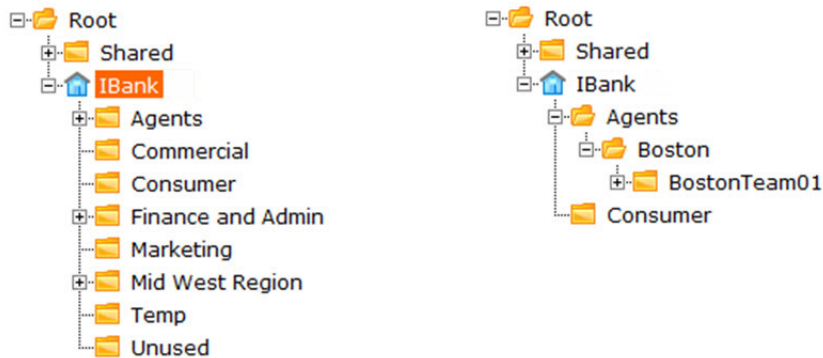 Root
Shared
IBank
Agents
Commercial
Consumer
Finance and Admin
Marketing
Mid West Region
Temp
Unused
Root
Shared
IBank
Agents
Boston
BostonTeam01
Consumer